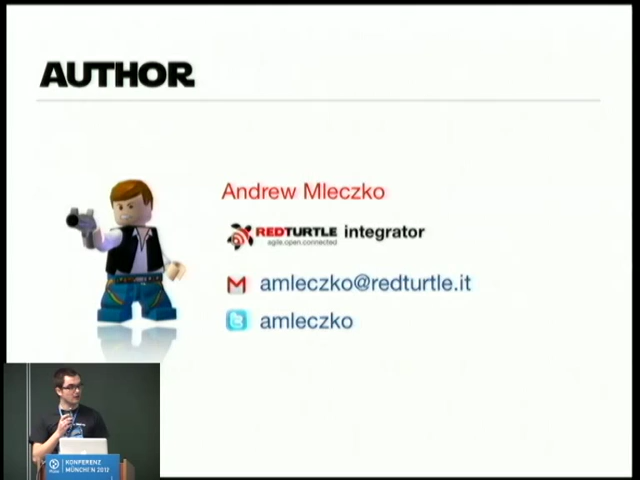 AUTHOR
Andrew Mleczko
REDTURTLE integrator
agile.open.connected
amleczko@redturtle.it
amleczko
KONFERENZ
MÜNCHEN 2012